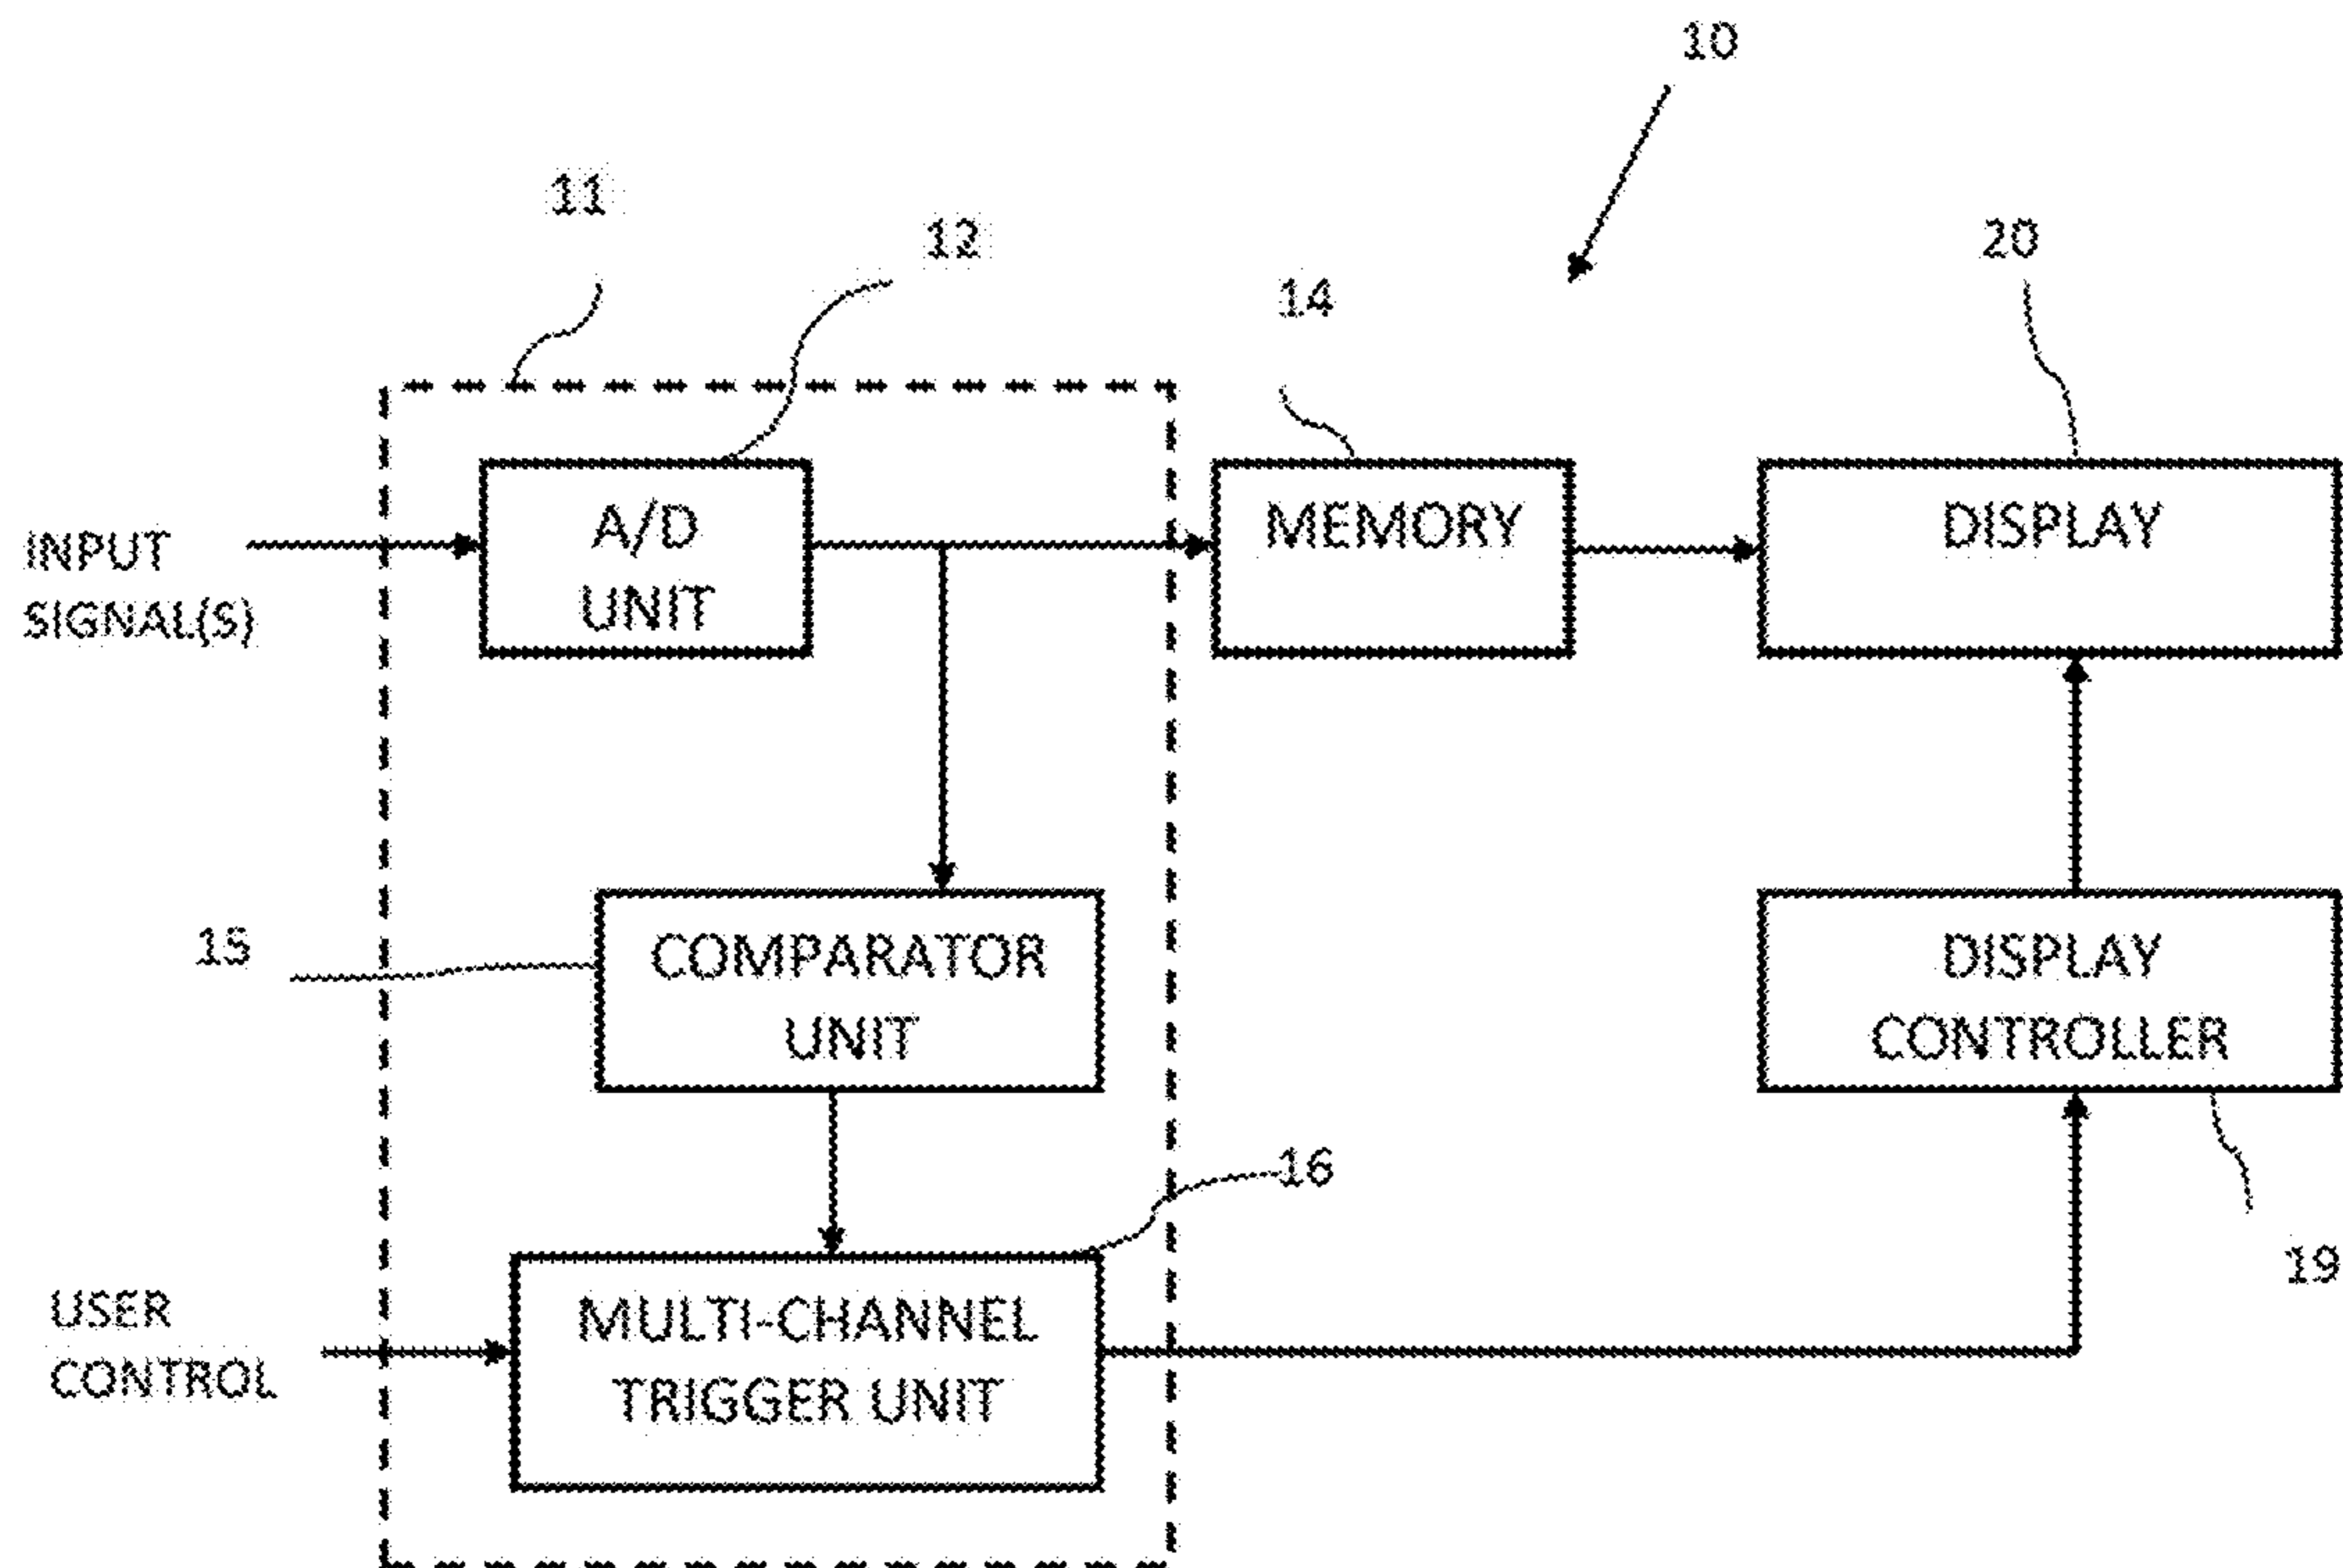 10
11
12
20
14
A/D
UNIT
MEMORY
DISPLAY
INPUT
SIGNAL(S)
15
COMPARATOR
UNIT
DISPLAY
CONTROLLER
16
19
USER
CONTROL
MULTI-CHANNEL
TRIGGER UNIT